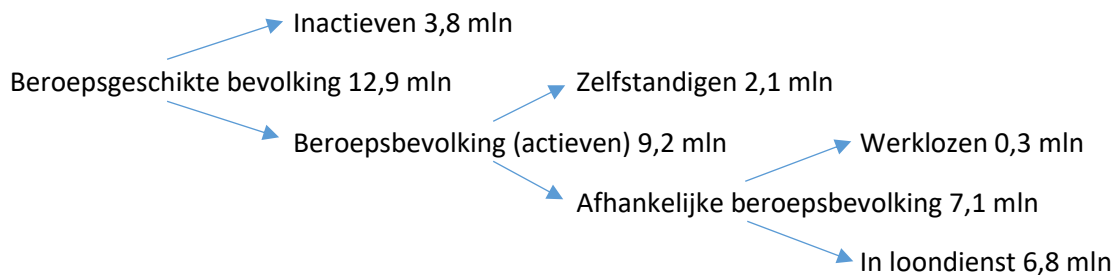 Inactieven 3,8 mln
Beroepsgeschikte bevolking 12,9 mln
Zelfstandigen 2,1 mln
Beroepsbevolking (actieven) 9,2 mln
Werklozen 0,3 mln
Afhankelijke beroepsbevolking 7,1 mln
In loondienst 6,8 mln